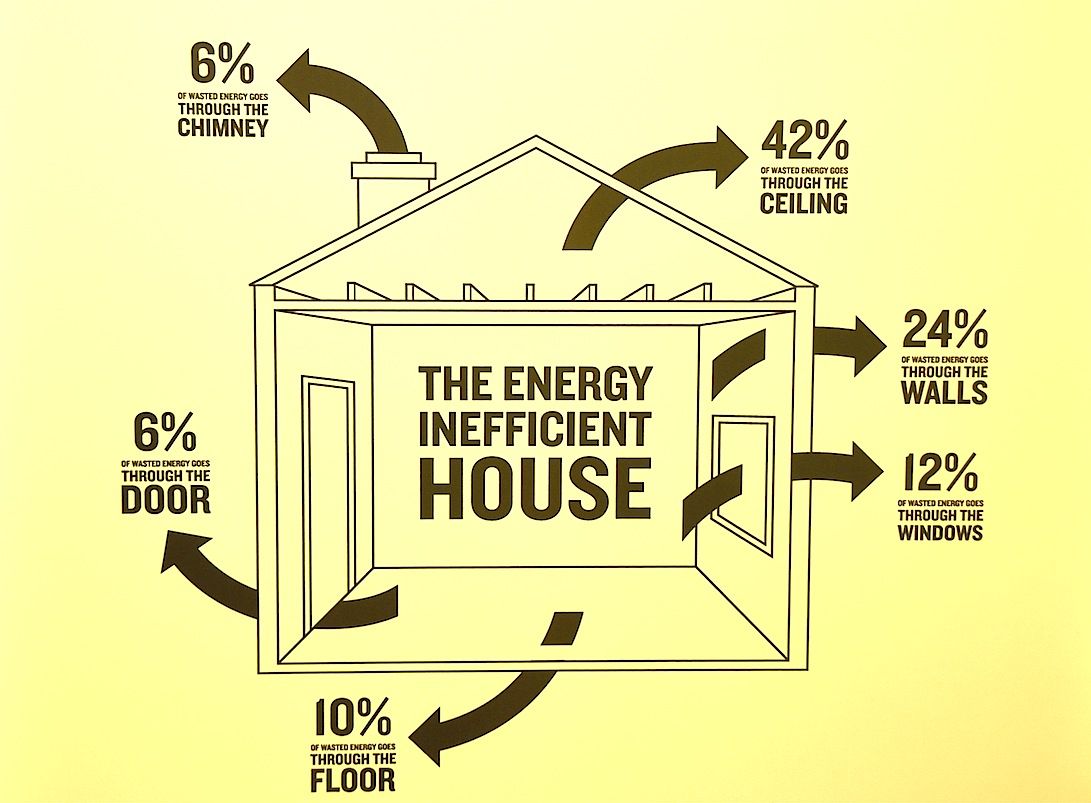 6%
OF WASTED ENERGY GOES
THROUGH THE
CHIMNEY
42%
OF WASTED ENERGY GOES
THROUGH THE
CEILING
24%
OF WASTED ENERGY GOES
THROUGH THE
WALLS
THE ENERGY
INEFFICIENT
HOUSE
6%
OF WASTED ENERGY GOES
THROUGH THE
DOOR
12%
OF WASTED ENERGY GOES
THROUGH THE
WINDOWS
10%
OF WASTED ENERGY GOES
THROUGH THE
FLOOR